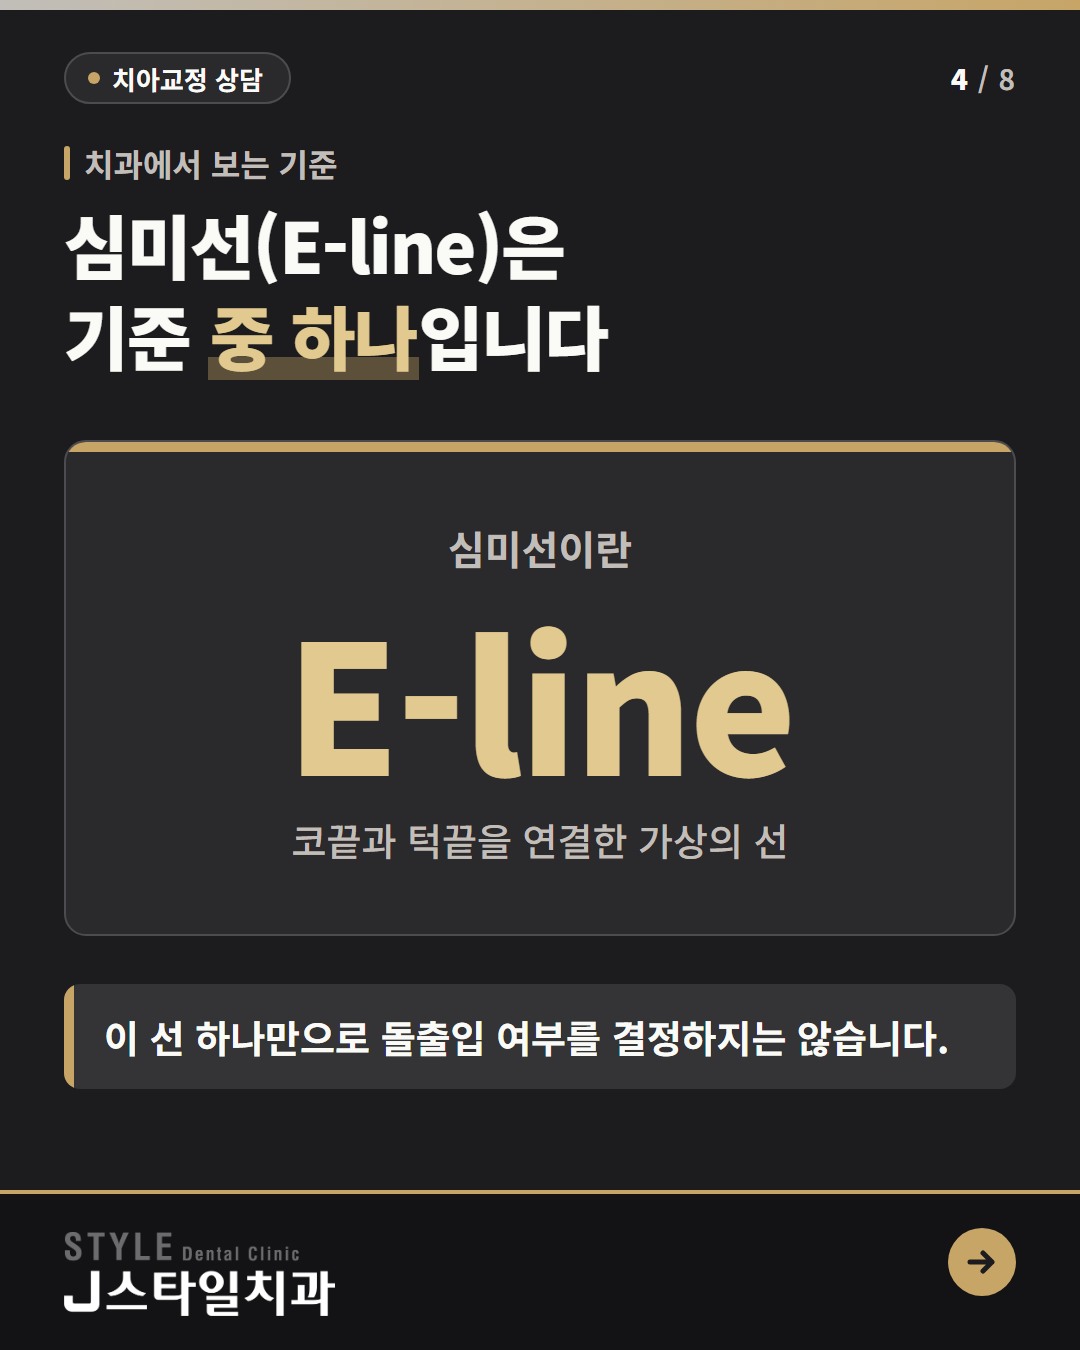 치아교정 상담
4 / 8
치과에서 보는 기준
심미선(E-line)은
기준 중 하나입니다
심미선이란
E-line
코끝과 턱끝을 연결한 가상의 선
이 선 하나만으로 돌출입 여부를 결정하지는 않습니다.
STYLE Dental Clinic
J스타일치과